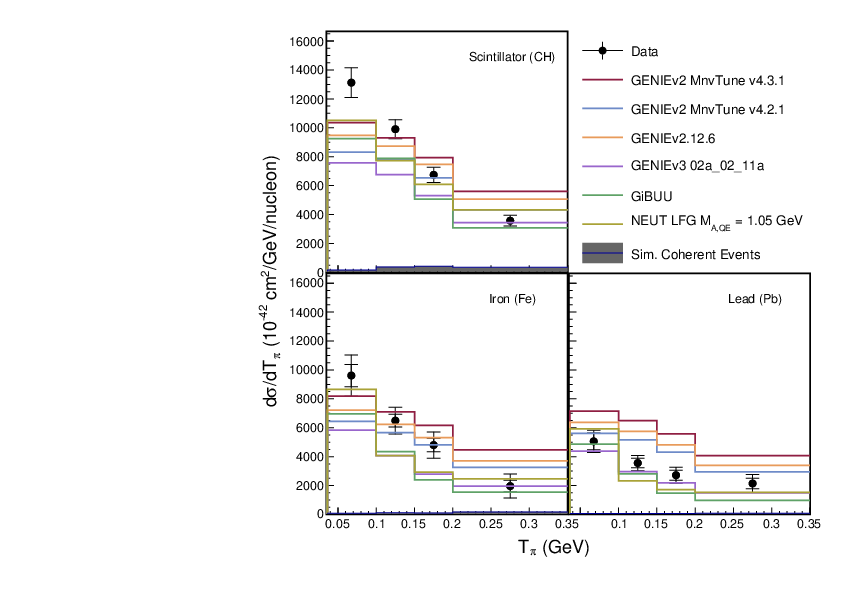 16000
14000
12000
10000
8000
6000
4000
2000
0
Scintillator (CH)
Data
GENIEv2 MnvTune v4.3.1
GENIEv2 MnvTune v4.2.1
GENIEv2.12.6
GENIEv3 02a_02_11a
GiBUU
NEUT LFG M_{A,QE} = 1.05 GeV
Sim. Coherent Events
dσ/dT_π (10^{-42} cm²/GeV/nucleon)
16000
14000
12000
10000
8000
6000
4000
2000
0
Iron (Fe)
Lead (Pb)
0.05 0.1 0.15 0.2 0.25 0.3 0.35
0.1 0.15 0.2 0.25 0.3 0.35
T_π (GeV)